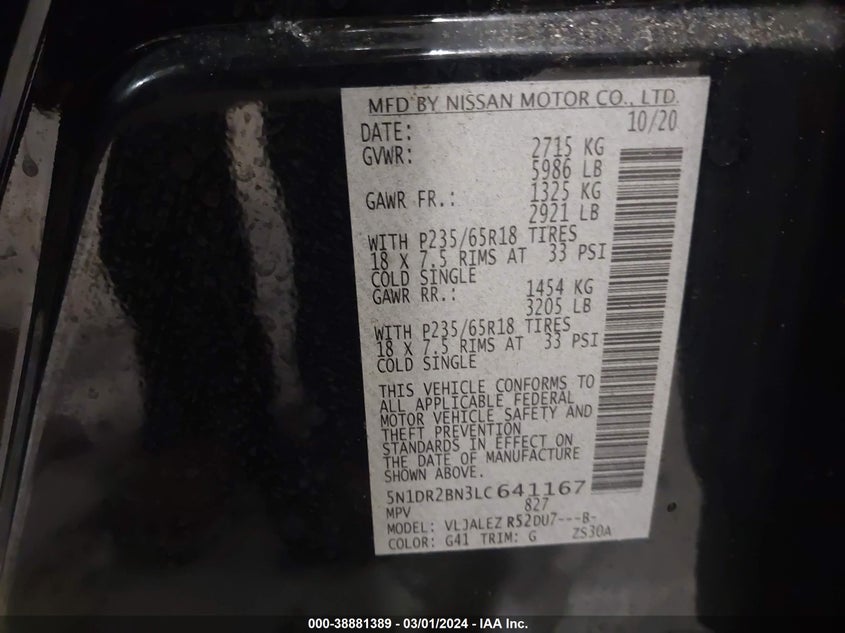 MFD BY NISSAN MOTOR CO., LTD.
DATE: 10/20
GVWR: 2715 KG
5986 LB
GAWR FR.: 1325 KG
2921 LB
WITH P235/65R18 TIRES
18 X 7.5 RIMS AT 33 PSI
COLD SINGLE
GAWR RR.: 1454 KG
3205 LB
WITH P235/65R18 TIRES
18 X 7.5 RIMS AT 33 PSI
COLD SINGLE
THIS VEHICLE CONFORMS TO
ALL APPLICABLE FEDERAL
MOTOR VEHICLE SAFETY AND
THEFT PREVENTION
STANDARDS IN EFFECT ON
THE DATE OF MANUFACTURE
SHOWN ABOVE.
5N1DR2BN3LC641167
MPV 827
MODEL: VLJALEZ R52DU7---B-
COLOR: G41 TRIM: G ZS30A
000-38881389 - 03/01/2024 - IAA Inc.